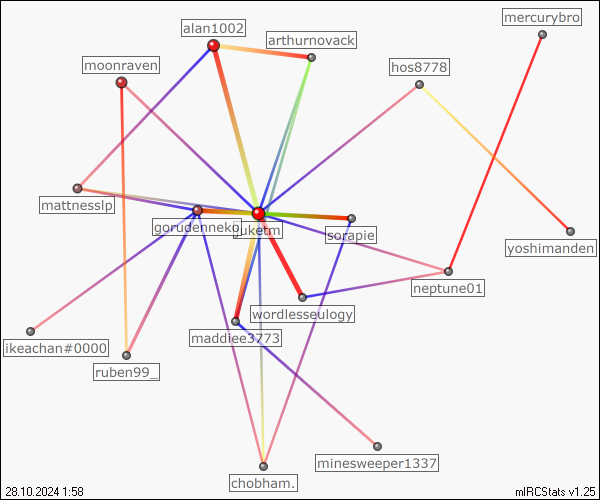 mercurybro
alan1002
arthurnovack
moonraven
hos8778
mattnesslp
gorudenneko
yuketm
sorapie
yoshimanden
neptune01
wordlesseulogy
maddiee3773
ikeachan#0000
ruben99_
minesweeper1337
chobham.
28.10.2024 1:58
mIRCStats v1.25